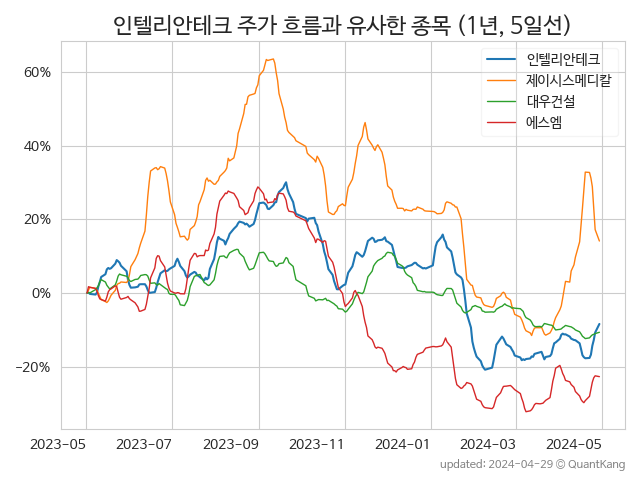 인텔리안테크 주가 흐름과 유사한 종목 (1년, 5일선)
인텔리안테크
제이시스메디칼
대우건설
에스엠
60%
40%
20%
0%
−20%
2023-05
2023-07
2023-09
2023-11
2024-01
2024-03
2024-05
updated: 2024-04-29 © QuantKang